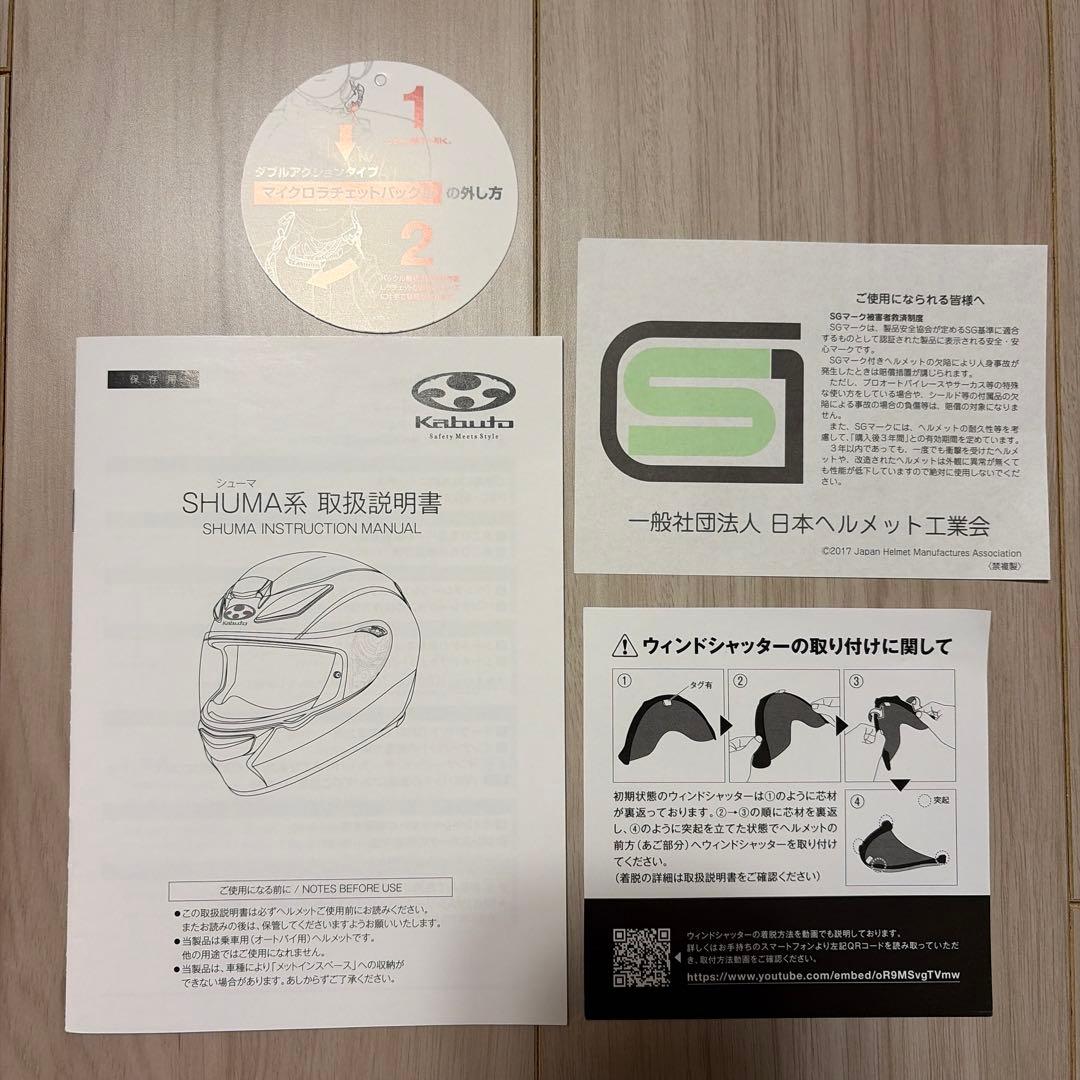 1
ダブルアクションタイプ
マイクロラチェットバックル の外し方
2
保存用
Kabuto
Safety Meets Style
シューマ
SHUMA系 取扱説明書
SHUMA INSTRUCTION MANUAL
Kabuto
ご使用になる前に / NOTES BEFORE USE
●この取扱説明書は必ずヘルメットご使用前にお読みください。
またお読みの後は、保管してくださいますようお願いいたします。
●当製品は乗車用(オートバイ用)ヘルメットです。
他の用途ではご使用になれません。
●当製品は、車種により「メットインスペース」への収納が
できない場合があります。あしからずご了承ください。
ご使用になられる皆様へ
SGマーク被害者救済制度
SGマークは、製品安全協会が定めるSG基準に適合
するものとして認証された製品に表示される安全・安
心マークです。
SGマーク付きヘルメットの欠陥により人身事故が
発生したときは賠償措置が講じられます。
ただし、プロオートバイレースやサーカス等の特殊
な使い方をしている場合や、シールド等の付属品の欠
陥による事故の場合の負傷等は、賠償の対象になりま
せん。
また、SGマークには、ヘルメットの耐久性等を考
慮して、「購入後3年間」との有効期間を定めています。
3年以内であっても、一度でも衝撃を受けたヘルメ
ットや、改造されたヘルメットは外観に異常が無くて
も性能が低下していますので絶対に使用しないでくだ
さい。
SG
一般社団法人 日本ヘルメット工業会
©2017 Japan Helmet Manufactures Association
〈禁複製〉
ウィンドシャッターの取り付けに関して
①
タグ有
②
③
④
突起
初期状態のウィンドシャッターは①のように芯材
が裏返っております。②→③の順に芯材を裏返
し、④のように突起を立てた状態でヘルメットの
前方(あご部分)へウィンドシャッターを取り付け
てください。
(着脱の詳細は取扱説明書をご確認ください)
ウィンドシャッターの着脱方法を動画でも説明しております。
詳しくはお手持ちのスマートフォンより左記QRコードを読み取っていただ
き、取付方法動画をご確認ください。
https://www.youtube.com/embed/oR9MSvgTVmw